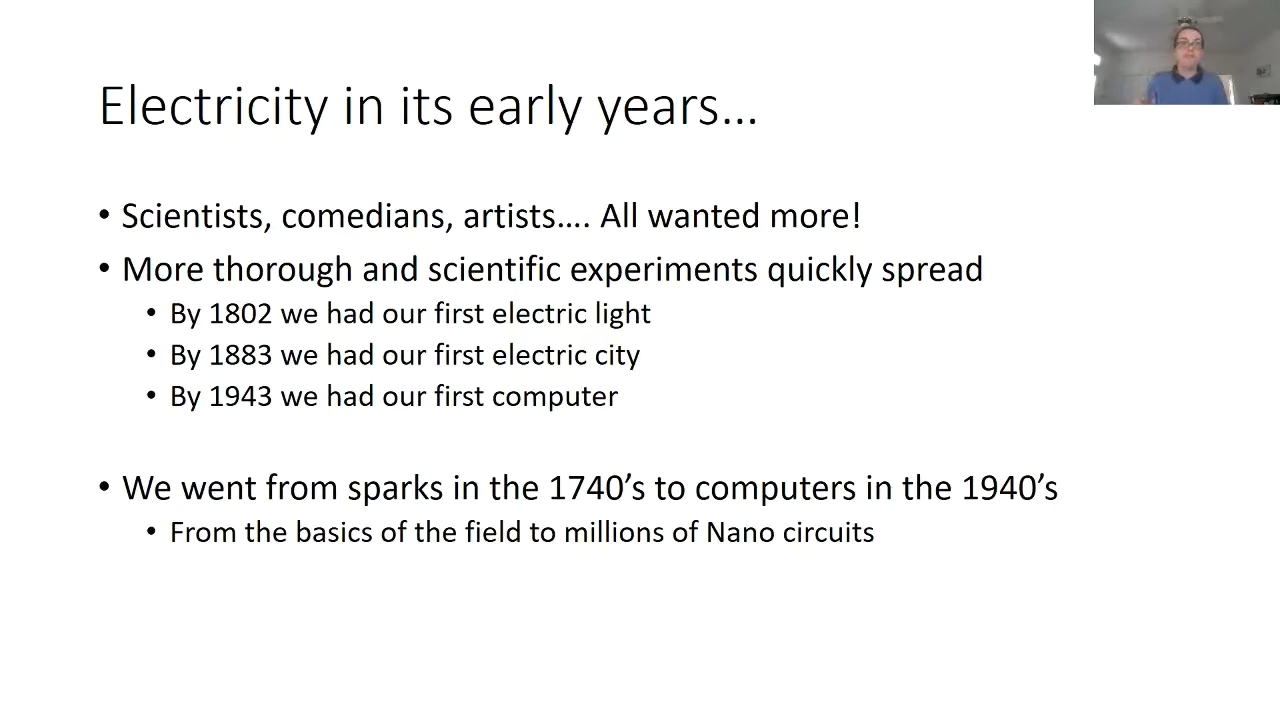 Electricity in its early years...
• Scientists, comedians, artists.... All wanted more!
• More thorough and scientific experiments quickly spread
• By 1802 we had our first electric light
• By 1883 we had our first electric city
• By 1943 we had our first computer
• We went from sparks in the 1740’s to computers in the 1940’s
• From the basics of the field to millions of Nano circuits